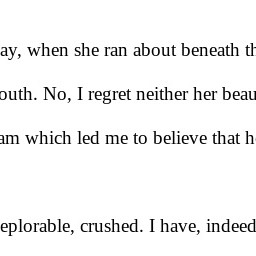 ay, when she ran about beneath th
outh. No, I regret neither her beau
am which led me to believe that h
eplorable, crushed. I have, indeed